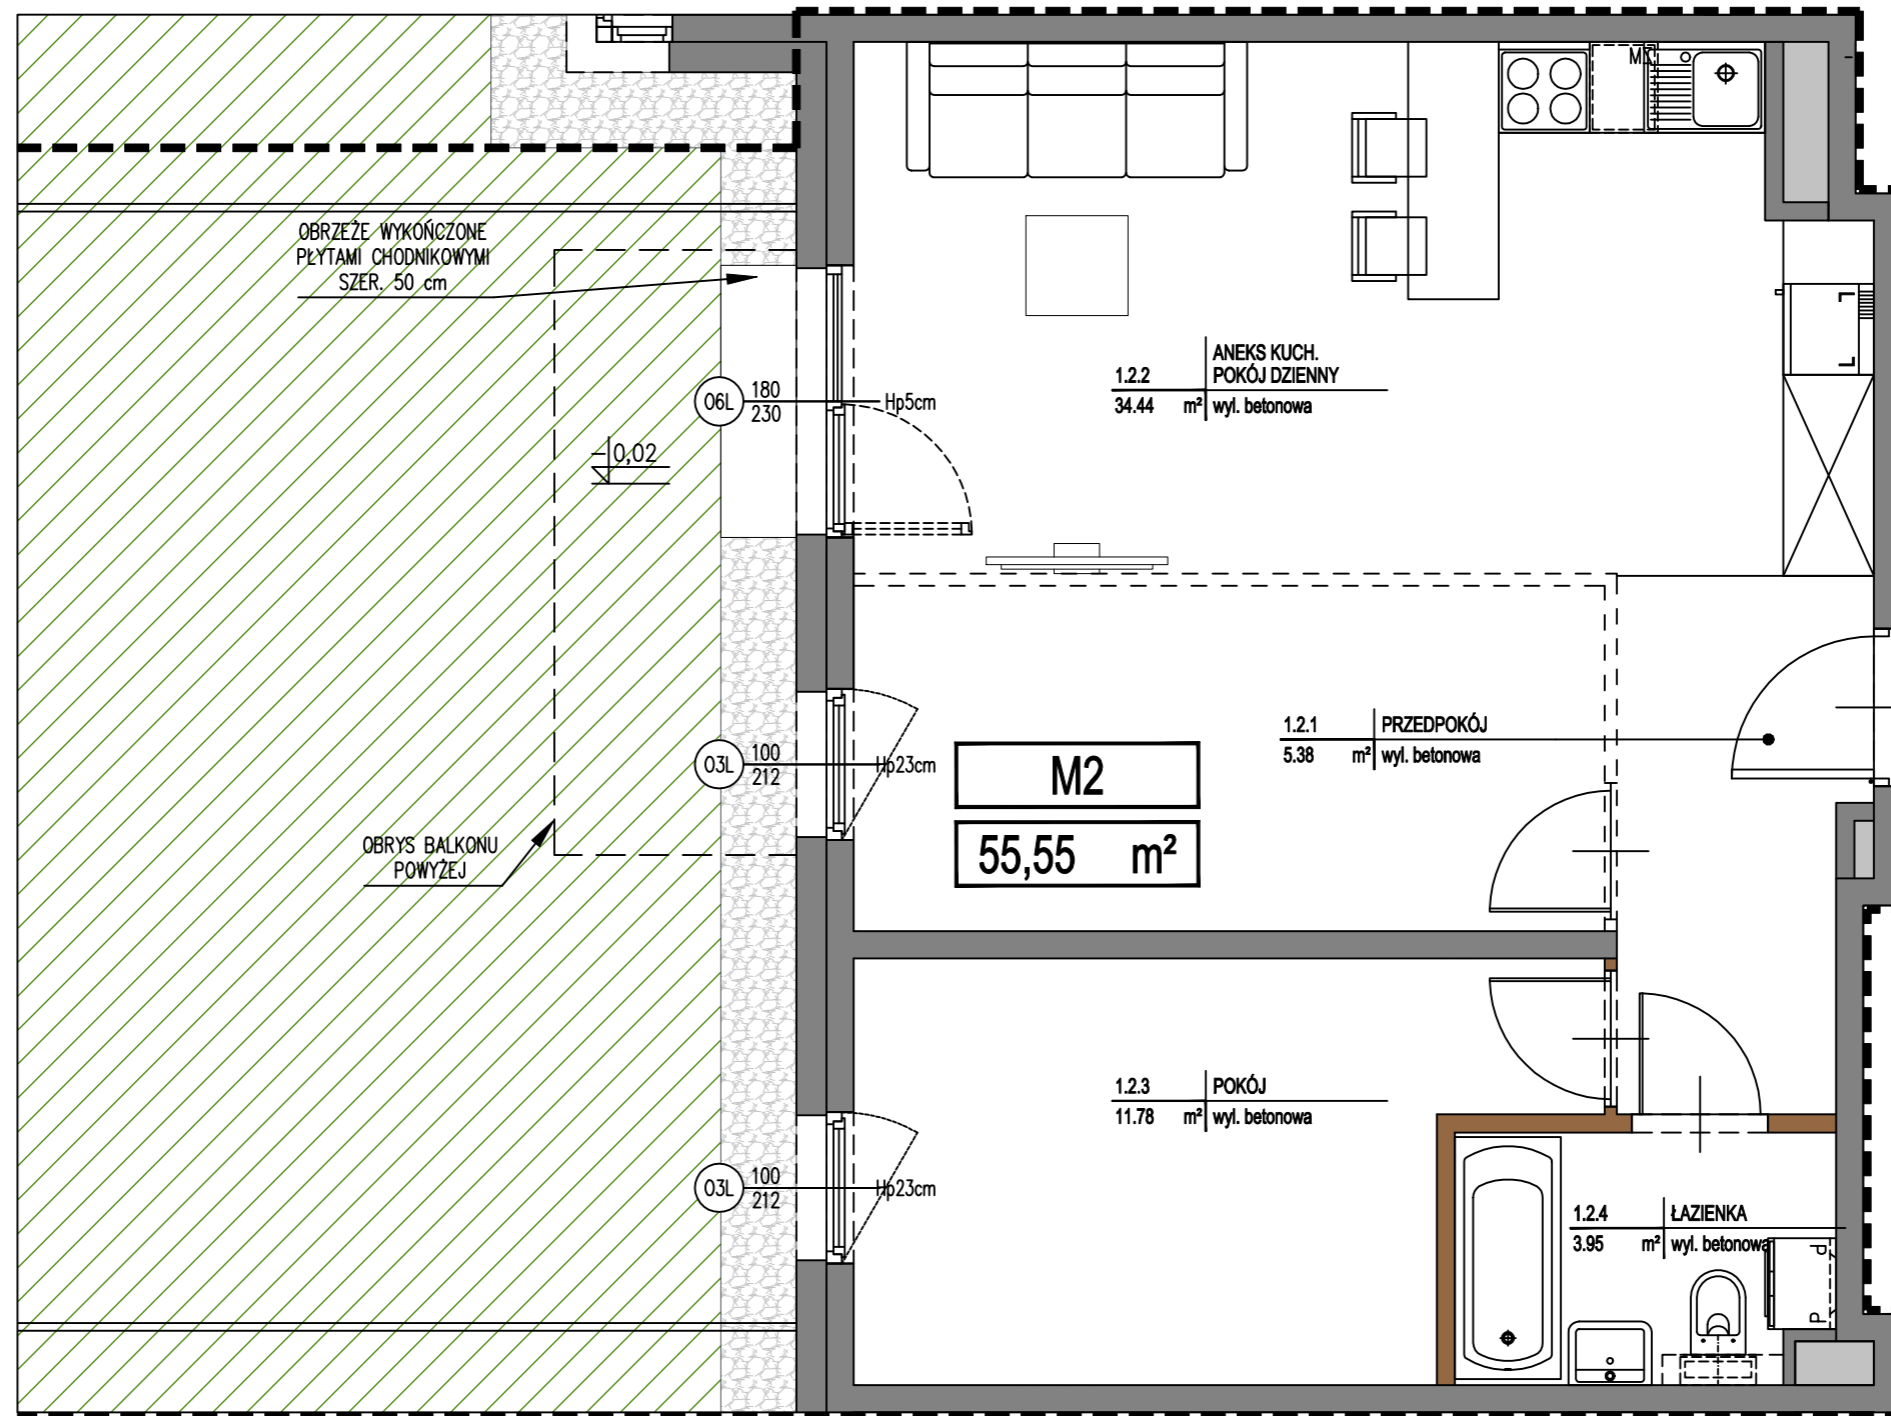 MZ
OBRZEŻE WYKOŃCZONE
PŁYTAMI CHODNIKOWYMI
SZER. 50 cm
L
L
ANEKS KUCH.
1.2.2 POKÓJ DZIENNY
34.44 m² wyl. betonowa
O6L 180
230
Hp5cm
-0,02
1.2.1 PRZEDPOKÓJ
5.38 m² wyl. betonowa
O3L 100
212
Hp23cm
M2
55,55 m²
OBRYS BALKONU
POWYŻEJ
1.2.3 POKÓJ
11.78 m² wyl. betonowa
O3L 100
212
Hp23cm
1.2.4 ŁAZIENKA
3.95 m² wyl. betonowa
P
P